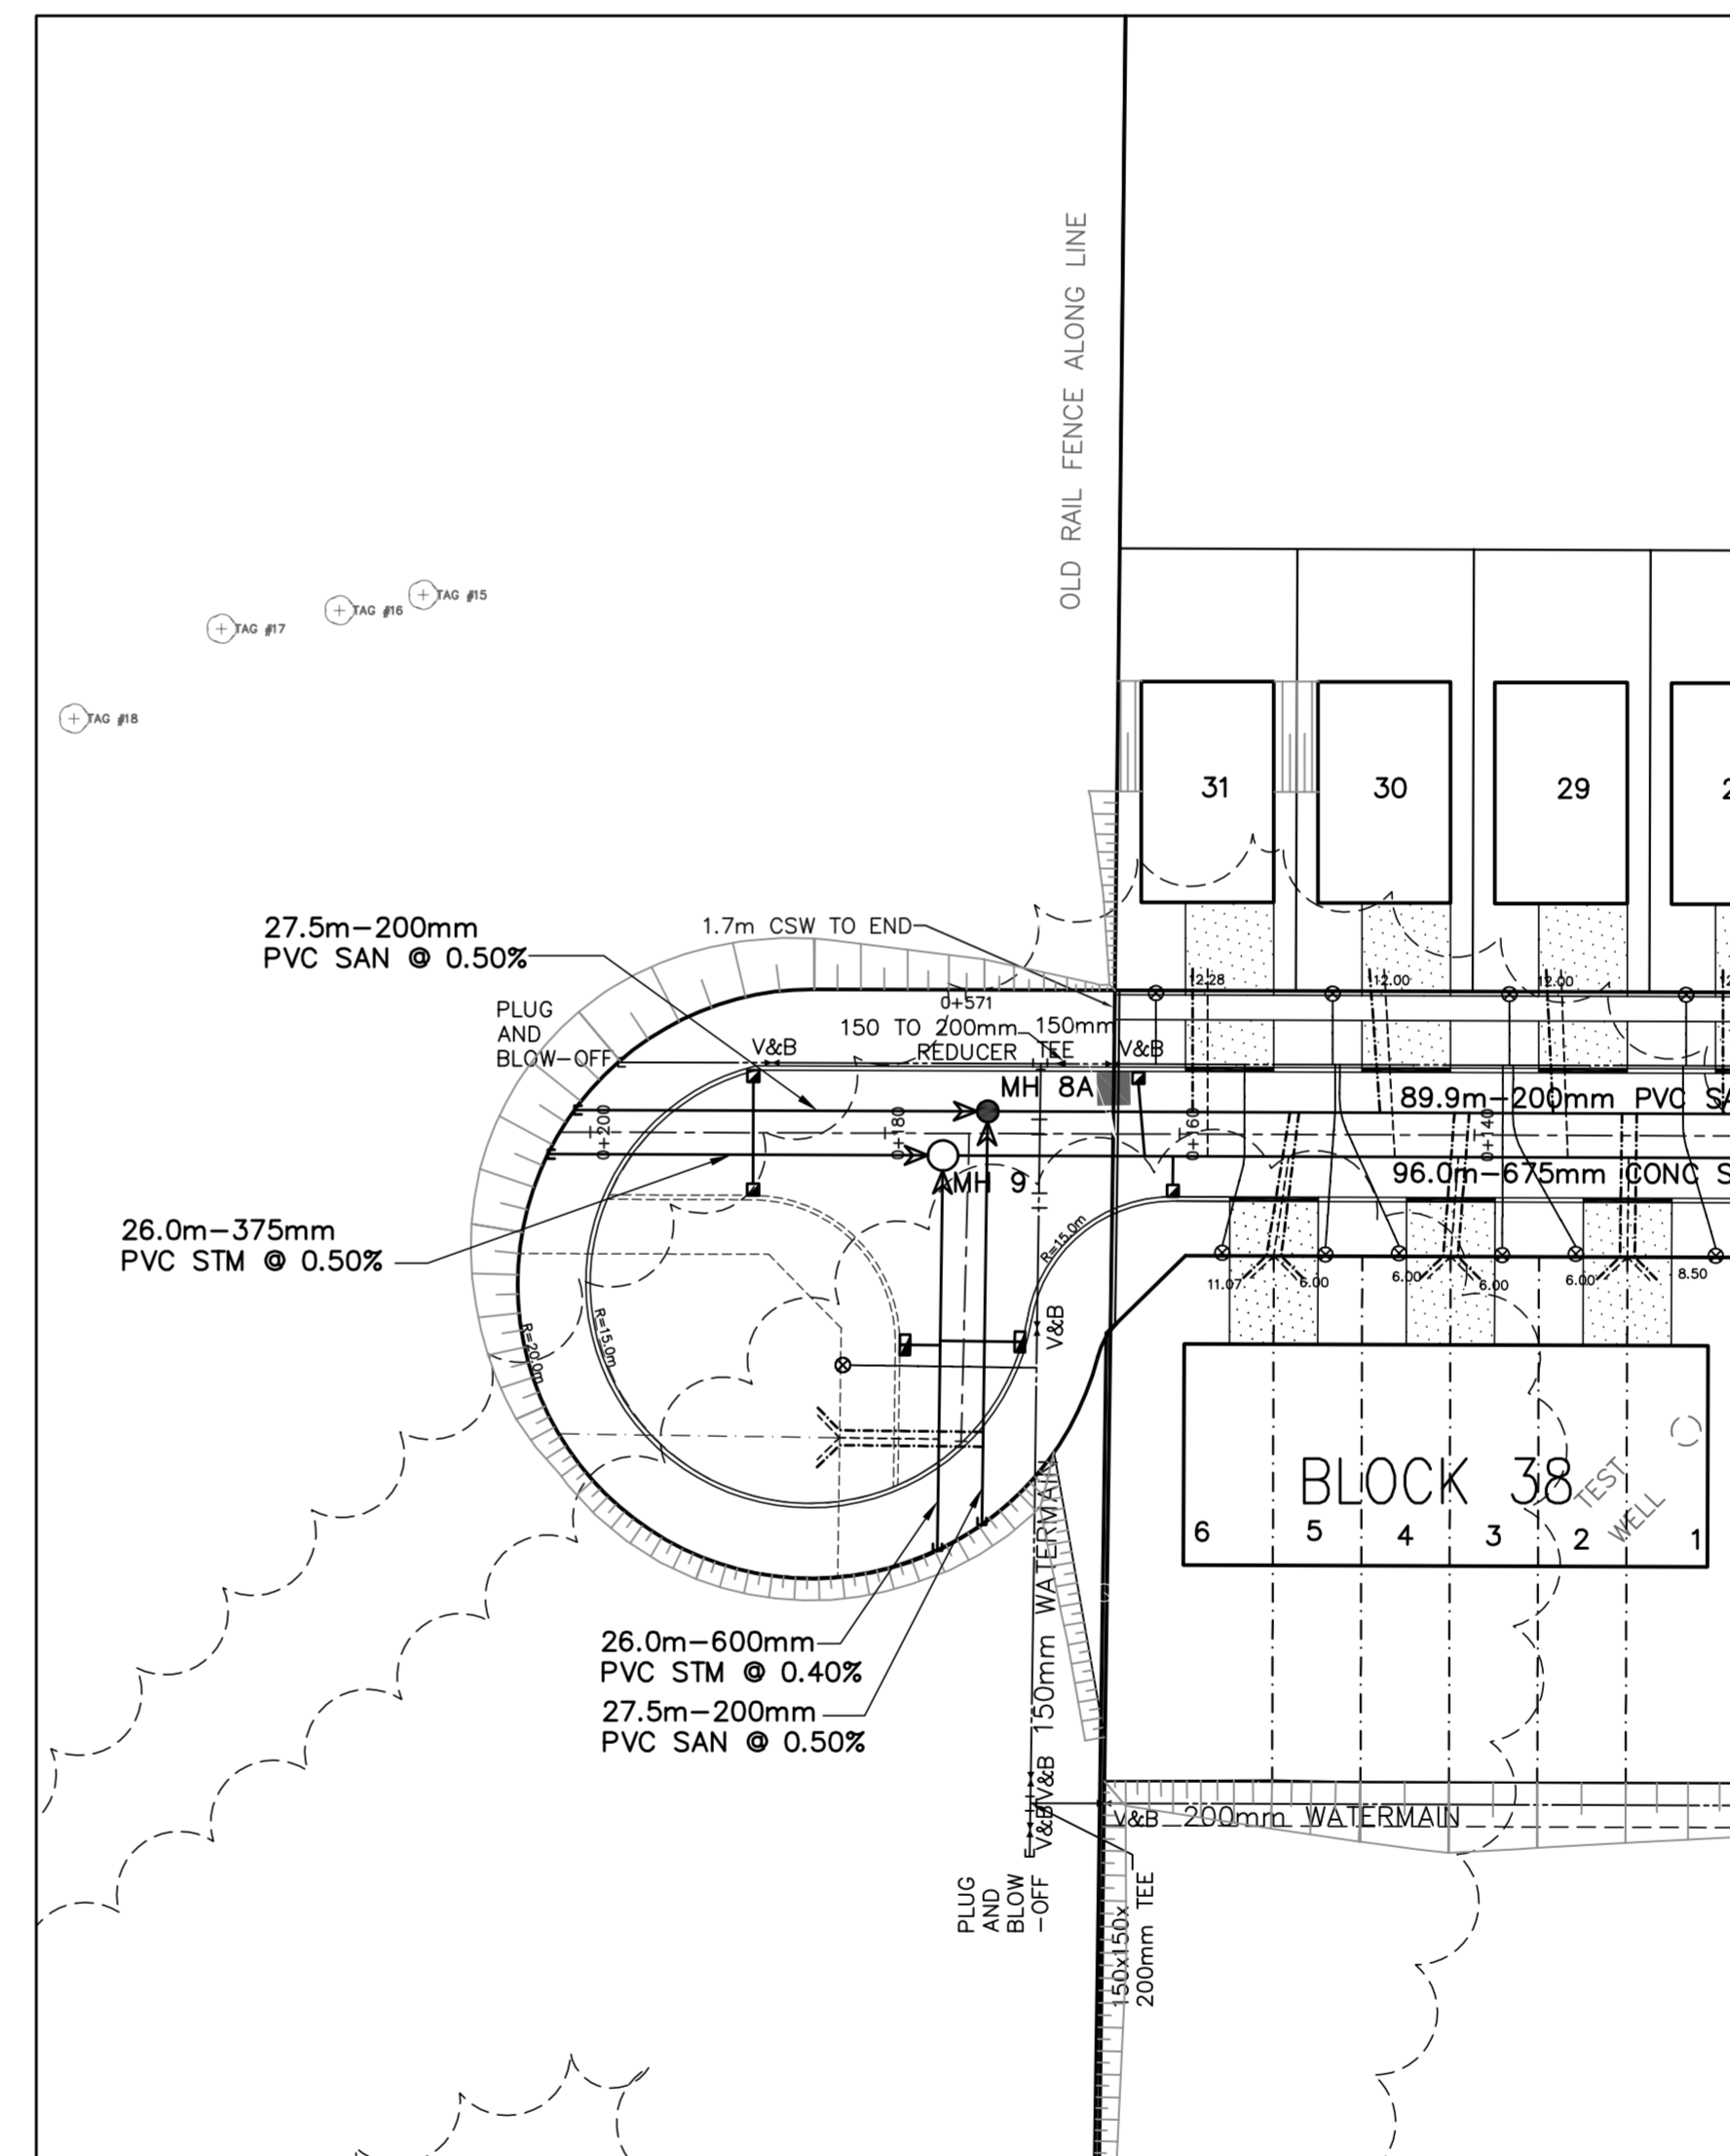 OLD RAIL FENCE ALONG LINE
TAG #15
TAG #16
TAG #17
TAG #18
31
30
29
27.5m-200mm
PVC SAN @ 0.50%
1.7m CSW TO END
12.28
12.00
12.00
PLUG
AND
BLOW-OFF
0+571
150 TO 200mm
REDUCER
150mm
TEE
V&B
V&B
MH 8A
89.9m-200mm PVC
0+200
0+180
0+160
0+140
MH 9
96.0m-675mm CONC
26.0m-375mm
PVC STM @ 0.50%
R=15.0m
11.07
6.00
6.00
6.00
6.00
8.50
V&B
R=20.0m
R=15.0m
BLOCK 38
TEST
WELL
6
5
4
3
2
1
150mm WATERMAIN
26.0m-600mm
PVC STM @ 0.40%
27.5m-200mm
PVC SAN @ 0.50%
V&B
V&B
V&B
200mm WATERMAIN
PLUG
AND
BLOW
-OFF
150x150x
200mm TEE